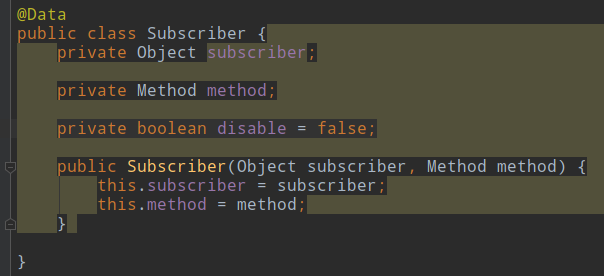 @Data
public class Subscriber {
    private Object subscriber;
    private Method method;
    private boolean disable = false;
    public Subscriber(Object subscriber, Method method) {
        this.subscriber = subscriber;
        this.method = method;
    }
}